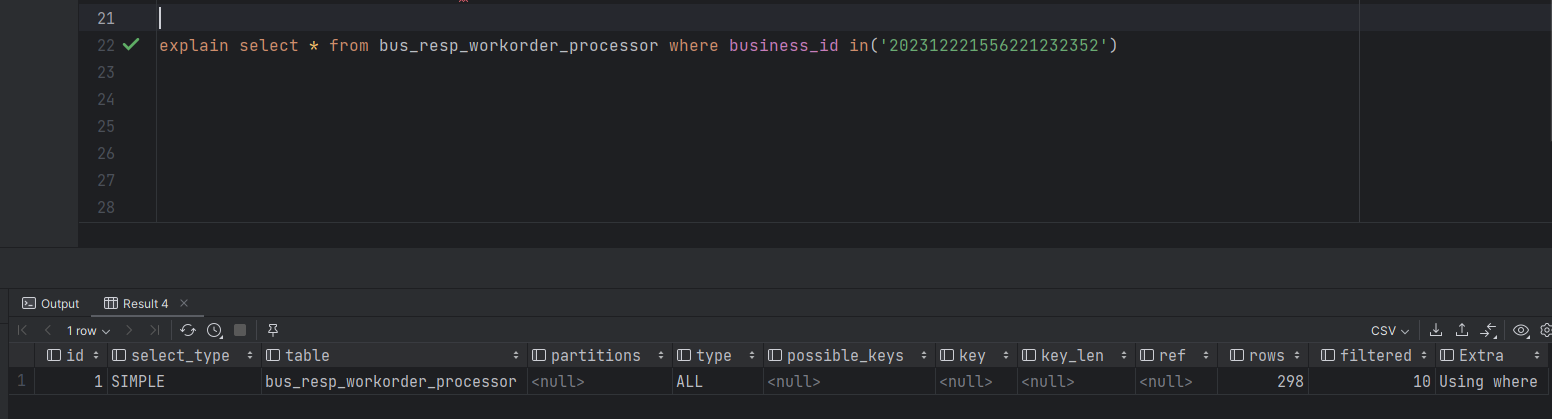 21
22 explain select * from bus_resp_workorder_processor where business_id in('202312221556221232352')
23
24
25
26
27
28
Output Result 4
1 row CSV
id select_type table partitions type possible_keys key key_len ref rows filtered Extra
1 1 SIMPLE bus_resp_workorder_processor <null> ALL <null> <null> <null> <null> 298 10 Using where